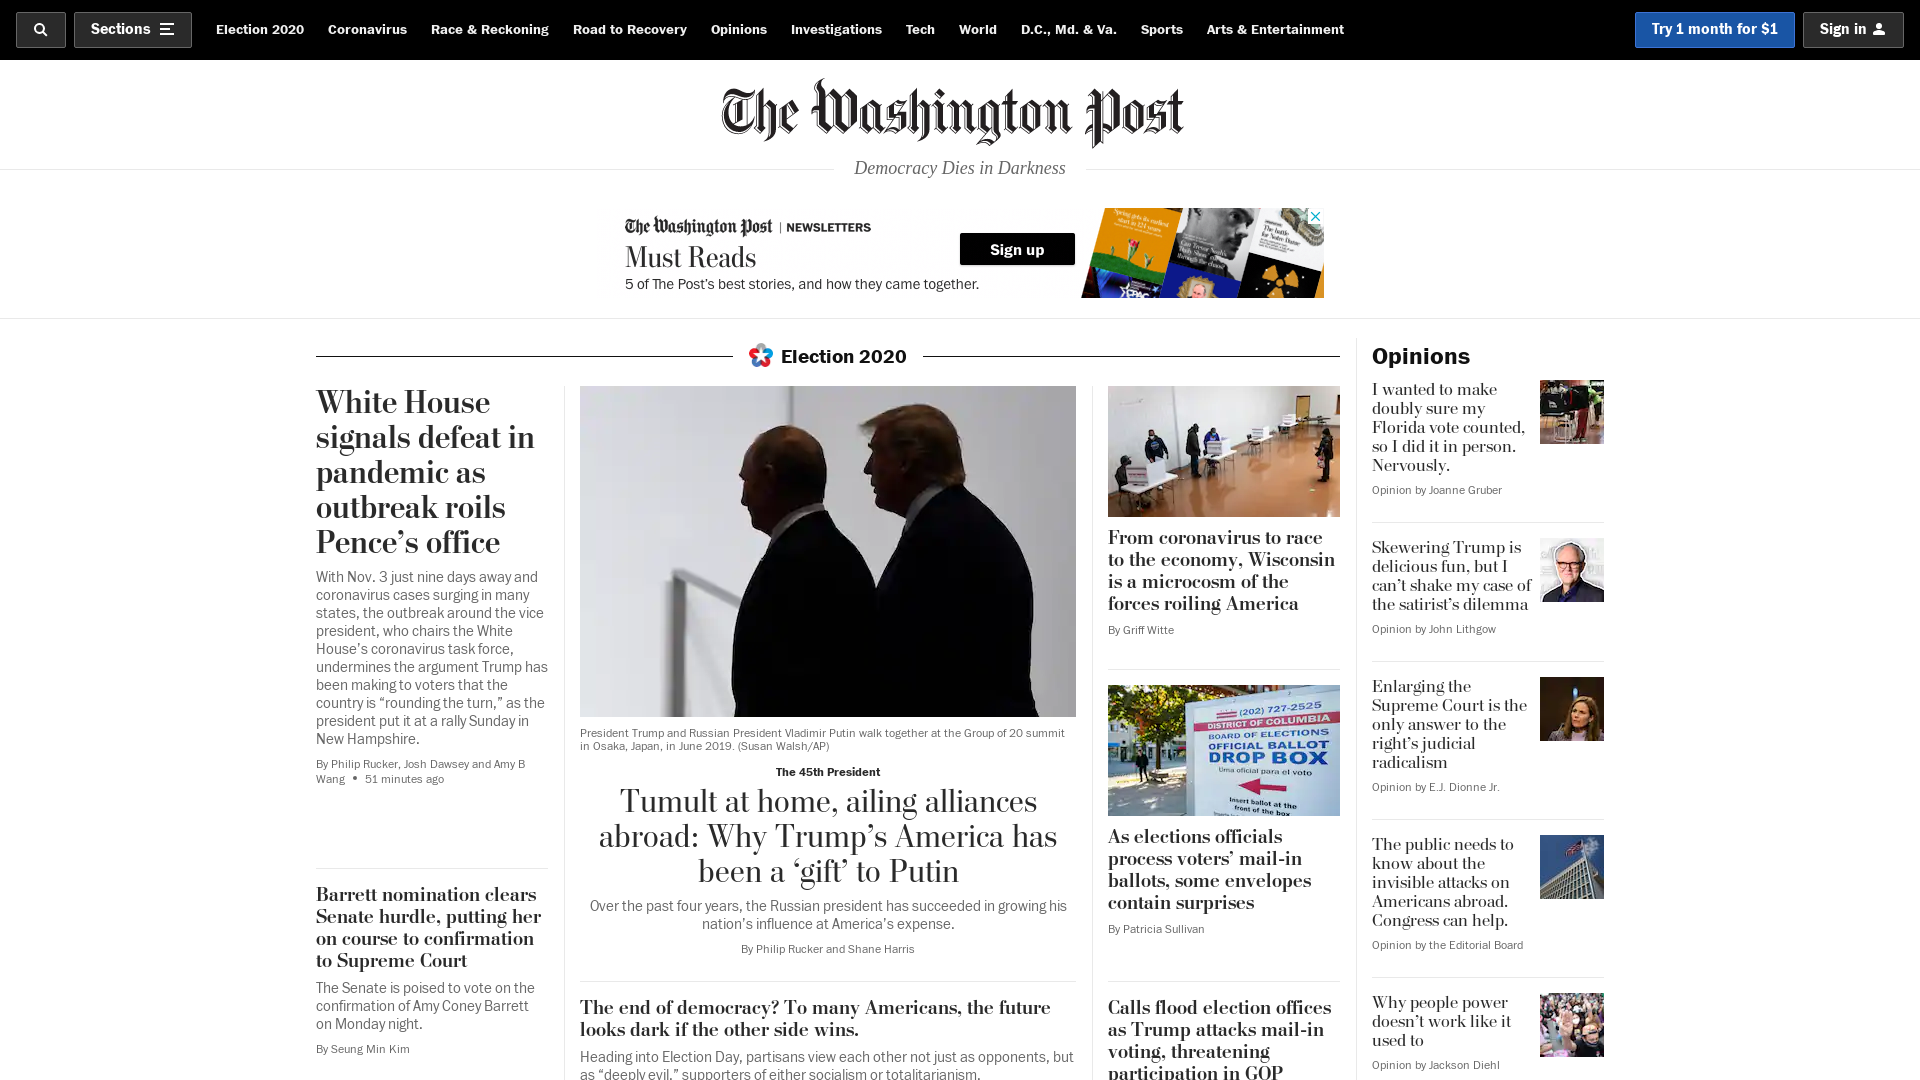 Sections
Election 2020
Coronavirus
Race & Reckoning
Road to Recovery
Opinions
Investigations
Tech
World
D.C., Md. & Va.
Sports
Arts & Entertainment
Try 1 month for $1
Sign in
The Washington Post
Democracy Dies in Darkness
The Washington Post | NEWSLETTERS
Must Reads
5 of The Post's best stories, and how they came together.
Sign up
Election 2020
White House
signals defeat in
pandemic as
outbreak roils
Pence’s office
With Nov. 3 just nine days away and
coronavirus cases surging in many
states, the outbreak around the vice
president, who chairs the White
House’s coronavirus task force,
undermines the argument Trump has
been making to voters that the
country is “rounding the turn,” as the
president put it at a rally Sunday in
New Hampshire.
By Philip Rucker, Josh Dawsey and Amy B
Wang • 51 minutes ago
Barrett nomination clears
Senate hurdle, putting her
on course to confirmation
to Supreme Court
The Senate is poised to vote on the
confirmation of Amy Coney Barrett
on Monday night.
By Seung Min Kim
President Trump and Russian President Vladimir Putin walk together at the Group of 20 summit
in Osaka, Japan, in June 2019. (Susan Walsh/AP)
The 45th President
Tumult at home, ailing alliances
abroad: Why Trump’s America has
been a ‘gift’ to Putin
Over the past four years, the Russian president has succeeded in growing his
nation’s influence at America’s expense.
By Philip Rucker and Shane Harris
The end of democracy? To many Americans, the future
looks dark if the other side wins.
Heading into Election Day, partisans view each other not just as opponents, but
as “deeply evil,” supporters of either socialism or totalitarianism.
From coronavirus to race
to the economy, Wisconsin
is a microcosm of the
forces roiling America
By Griff Witte
(202) 727-2525
DISTRICT OF COLUMBIA
BOARD OF ELECTIONS
OFFICIAL BALLOT
DROP BOX
Urna oficial para el voto
Insert ballot at the
front of the box
As elections officials
process voters’ mail-in
ballots, some envelopes
contain surprises
By Patricia Sullivan
Calls flood election offices
as Trump attacks mail-in
voting, threatening
participation in GOP
Opinions
I wanted to make
doubly sure my
Florida vote counted,
so I did it in person.
Nervously.
Opinion by Joanne Gruber
Skewering Trump is
delicious fun, but I
can’t shake my case of
the satirist’s dilemma
Opinion by John Lithgow
Enlarging the
Supreme Court is the
only answer to the
right’s judicial
radicalism
Opinion by E.J. Dionne Jr.
The public needs to
know about the
invisible attacks on
Americans abroad.
Congress can help.
Opinion by the Editorial Board
Why people power
doesn’t work like it
used to
Opinion by Jackson Diehl